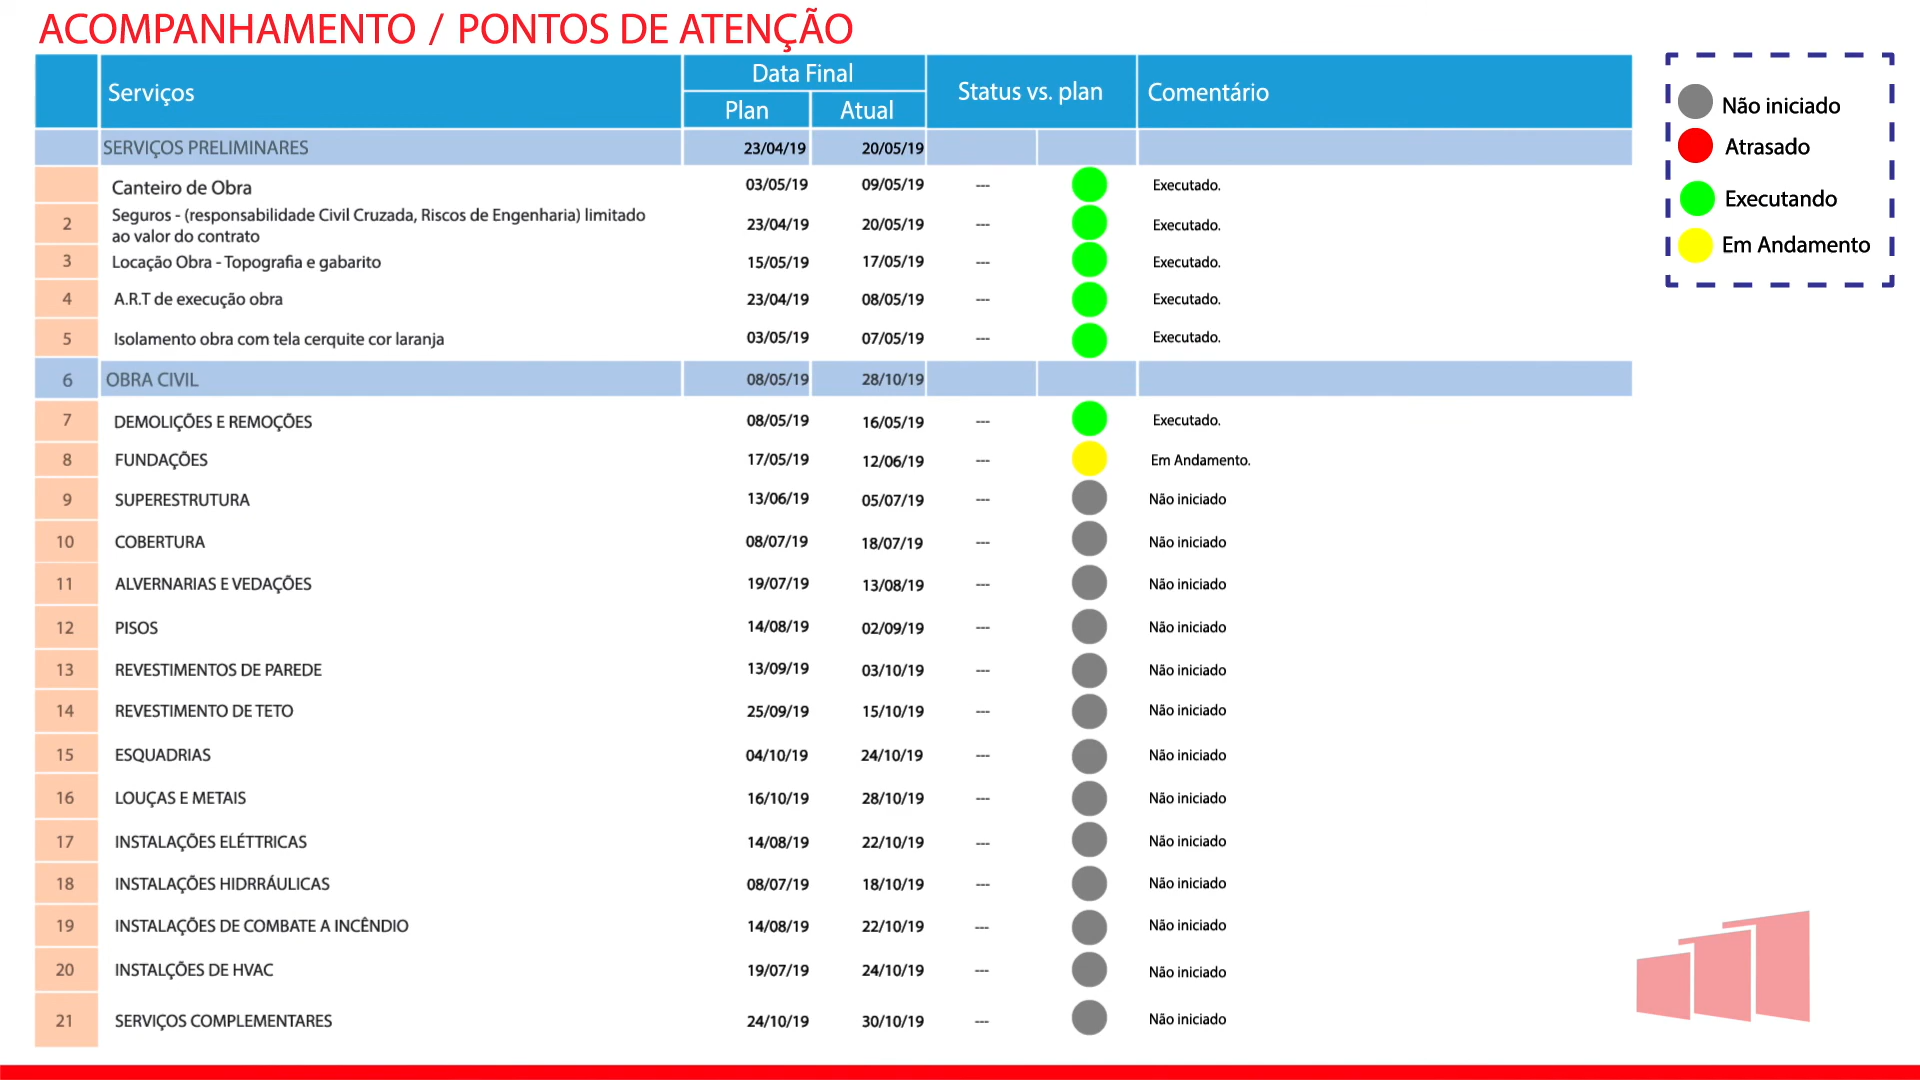 ACOMPANHAMENTO / PONTOS DE ATENÇÃO
Serviços Data Final Status vs. plan Comentário
Plan Atual
SERVIÇOS PRELIMINARES 23/04/19 20/05/19
Canteiro de Obra 03/05/19 09/05/19 --- Executado.
2 Seguros - (responsabilidade Civil Cruzada, Riscos de Engenharia) limitado
ao valor do contrato 23/04/19 20/05/19 --- Executado.
3 Locação Obra - Topografia e gabarito 15/05/19 17/05/19 --- Executado.
4 A.R.T de execução obra 23/04/19 08/05/19 --- Executado.
5 Isolamento obra com tela cerquite cor laranja 03/05/19 07/05/19 --- Executado.
6 OBRA CIVIL 08/05/19 28/10/19
7 DEMOLIÇÕES E REMOÇÕES 08/05/19 16/05/19 --- Executado.
8 FUNDAÇÕES 17/05/19 12/06/19 --- Em Andamento.
9 SUPERESTRUTURA 13/06/19 05/07/19 --- Não iniciado
10 COBERTURA 08/07/19 18/07/19 --- Não iniciado
11 ALVERNARIAS E VEDAÇÕES 19/07/19 13/08/19 --- Não iniciado
12 PISOS 14/08/19 02/09/19 --- Não iniciado
13 REVESTIMENTOS DE PAREDE 13/09/19 03/10/19 --- Não iniciado
14 REVESTIMENTO DE TETO 25/09/19 15/10/19 --- Não iniciado
15 ESQUADRIAS 04/10/19 24/10/19 --- Não iniciado
16 LOUÇAS E METAIS 16/10/19 28/10/19 --- Não iniciado
17 INSTALAÇÕES ELÉTTRICAS 14/08/19 22/10/19 --- Não iniciado
18 INSTALAÇÕES HIDRRÁULICAS 08/07/19 18/10/19 --- Não iniciado
19 INSTALAÇÕES DE COMBATE A INCÊNDIO 14/08/19 22/10/19 --- Não iniciado
20 INSTALÇÕES DE HVAC 19/07/19 24/10/19 --- Não iniciado
21 SERVIÇOS COMPLEMENTARES 24/10/19 30/10/19 --- Não iniciado
Não iniciado
Atrasado
Executando
Em Andamento